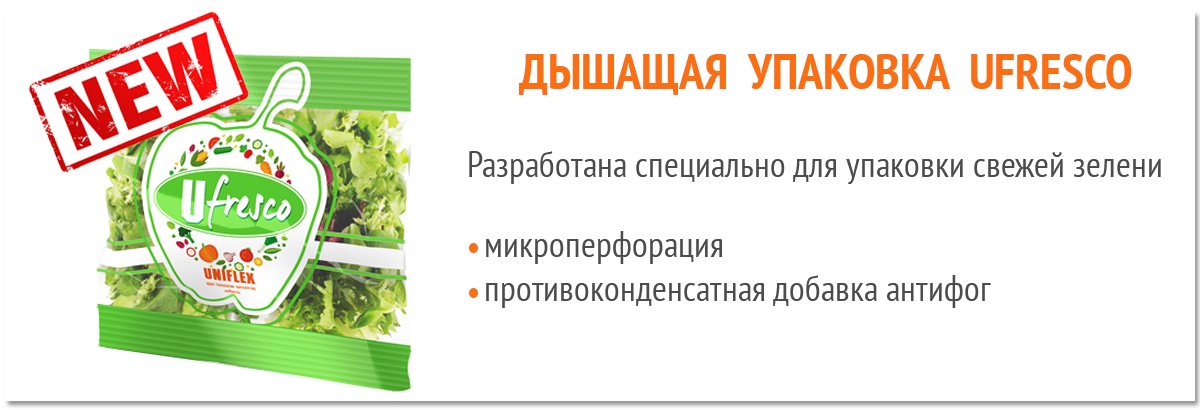 NEW
ДЫШАЩАЯ УПАКОВКА UFRESCO
Разработана специально для упаковки свежей зелени
• микроперфорация
• противоконденсатная добавка антифог
Ufresco
UNIFLEX